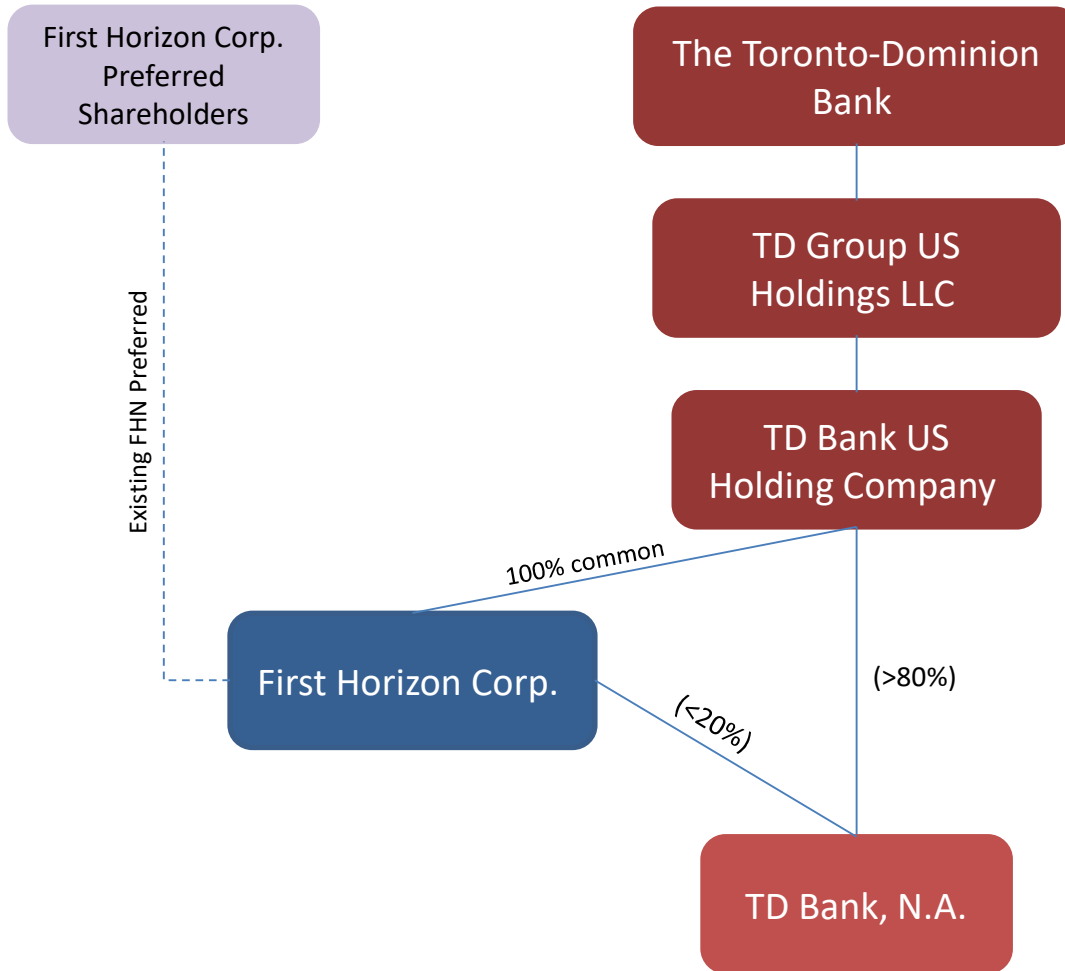 First Horizon Corp.
Preferred
Shareholders
The Toronto-Dominion
Bank
TD Group US
Holdings LLC
Existing FHN Preferred
TD Bank US
Holding Company
100% common
First Horizon Corp.
(>80%)
(<20%)
TD Bank, N.A.